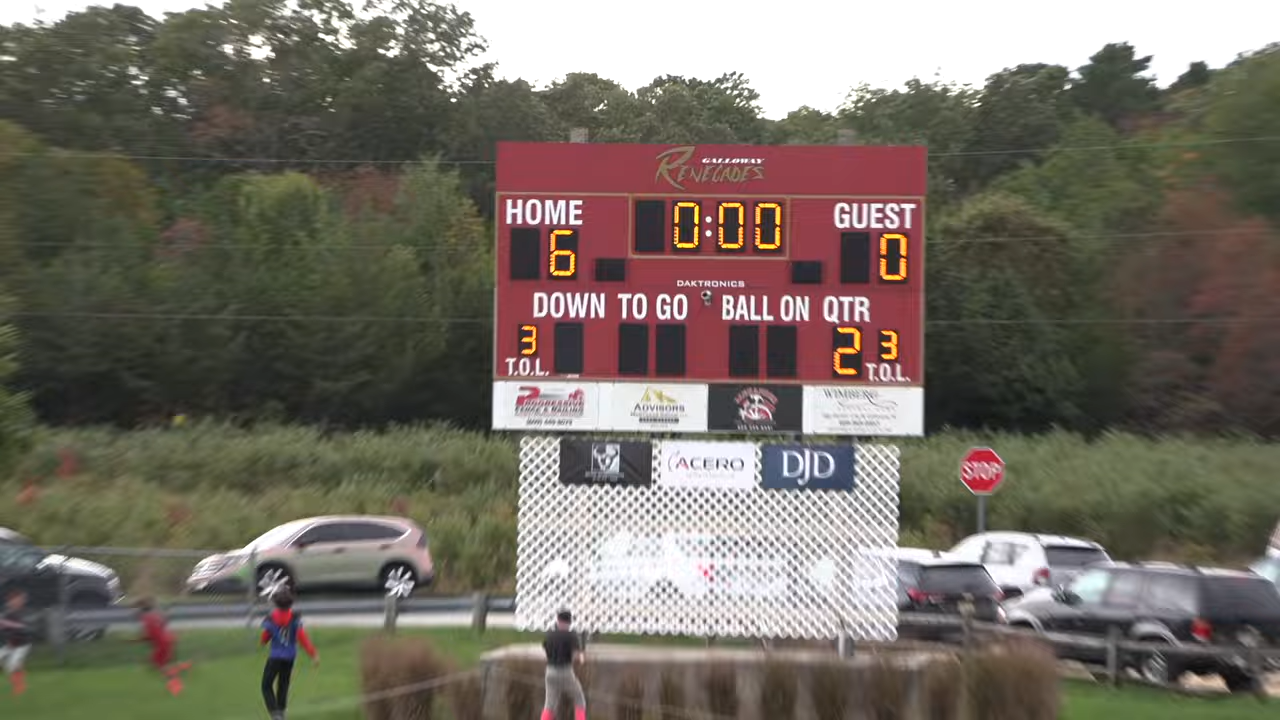 GALLOWAY
RENEGADES
HOME 0:00 GUEST
6 0
DAKTRONICS
DOWN TO GO BALL ON QTR
3 2 3
T.O.L. T.O.L.
PROGRESSIVE
ADVISORS
WIMBERG
ACERO
DJD
STOP